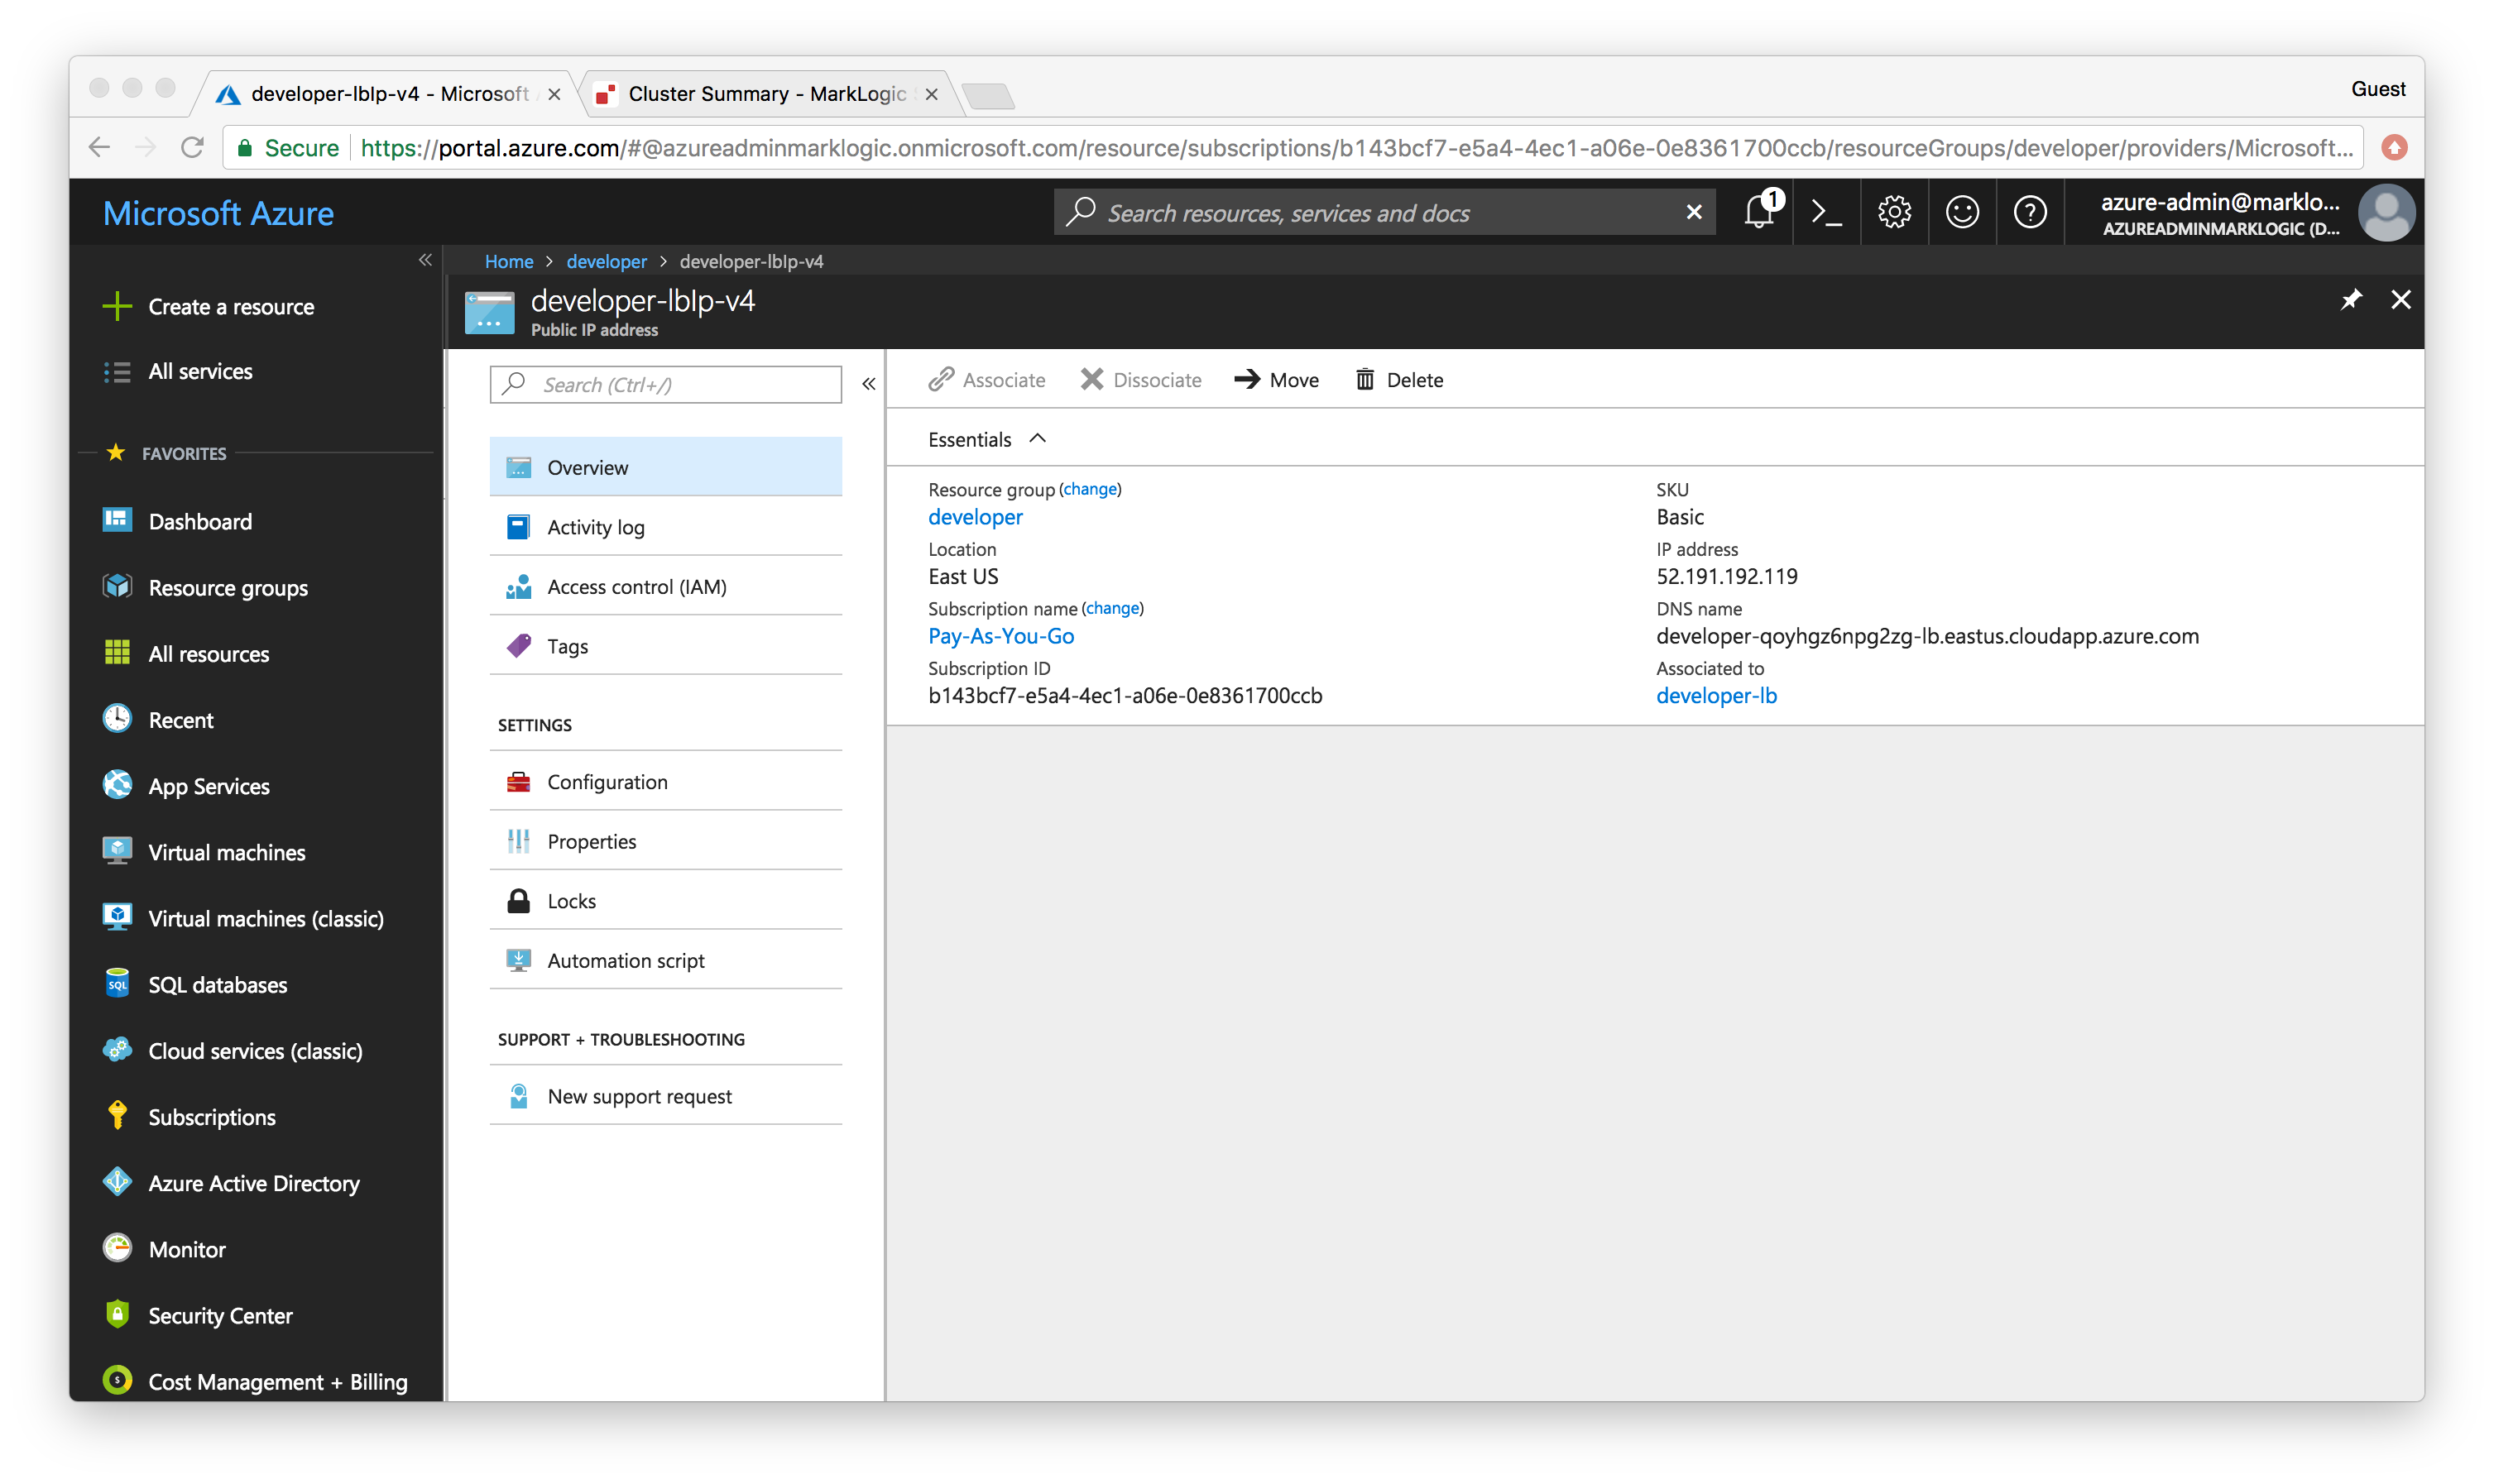 developer-lbIp-v4 - Microsoft
Cluster Summary - MarkLogic
Guest
Secure https://portal.azure.com/#@azureadminmarklogic.onmicrosoft.com/resource/subscriptions/b143bcf7-e5a4-4ec1-a06e-0e8361700ccb/resourceGroups/developer/providers/Microsoft...
Microsoft Azure
Search resources, services and docs
1
azure-admin@marklo...
AZUREADMINMARKLOGIC (D...
Home > developer > developer-lbIp-v4
developer-lbIp-v4
Public IP address
Create a resource
All services
FAVORITES
Dashboard
Resource groups
All resources
Recent
App Services
Virtual machines
Virtual machines (classic)
SQL
SQL databases
Cloud services (classic)
Subscriptions
Azure Active Directory
Monitor
Security Center
Cost Management + Billing
Search (Ctrl+/)
Overview
Activity log
Access control (IAM)
Tags
SETTINGS
Configuration
Properties
Locks
Automation script
SUPPORT + TROUBLESHOOTING
New support request
Associate
Dissociate
Move
Delete
Essentials
Resource group (change)
developer
Location
East US
Subscription name (change)
Pay-As-You-Go
Subscription ID
b143bcf7-e5a4-4ec1-a06e-0e8361700ccb
SKU
Basic
IP address
52.191.192.119
DNS name
developer-qoyhgz6npg2zg-lb.eastus.cloudapp.azure.com
Associated to
developer-lb